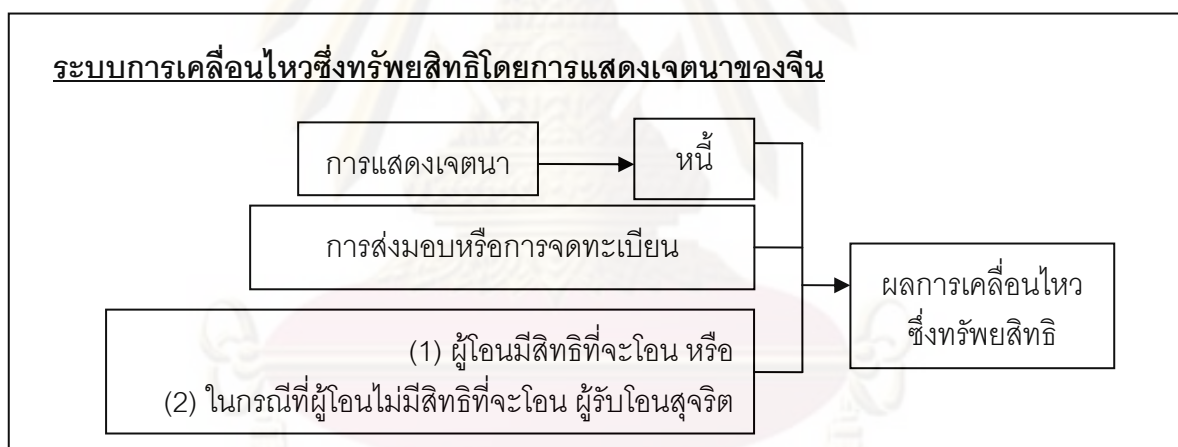 ระบบการเคลื่อนไหวซึ่งทรัพยสิทธิโดยการแสดงเจตนาของจีน
การแสดงเจตนา
หนี้
การส่งมอบหรือการจดทะเบียน
ผลการเคลื่อนไหว
ซึ่งทรัพยสิทธิ
(1) ผู้โอนมีสิทธิที่จะโอน หรือ
(2) ในกรณีที่ผู้โอนไม่มีสิทธิที่จะโอน ผู้รับโอนสุจริต